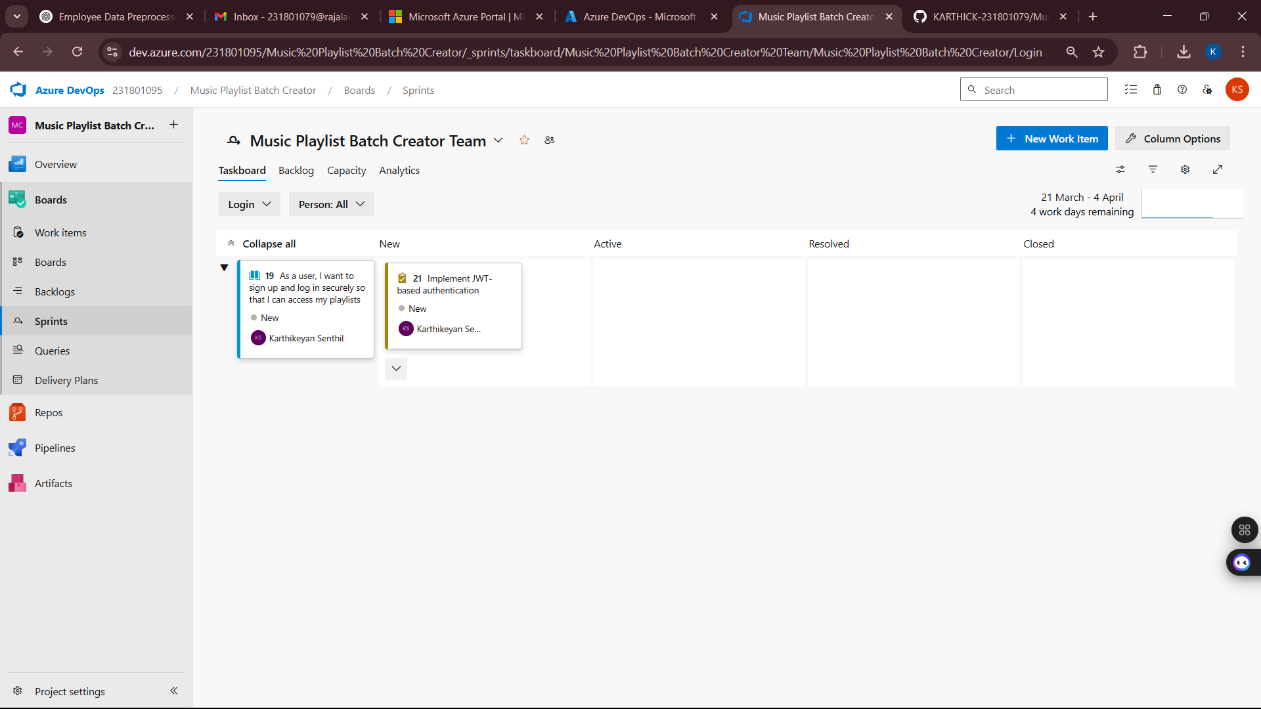 Employee Data Preprocessi
Inbox - 231801079@rajala
Microsoft Azure Portal | Mi
Azure DevOps - Microsoft
Music Playlist Batch Creato
KARTHICK-231801079/Mu
dev.azure.com/231801095/Music%20Playlist%20Batch%20Creator/_sprints/taskboard/Music%20Playlist%20Batch%20Creator%20Team/Music%20Playlist%20Batch%20Creator/Login
K
Azure DevOps 231801095 / Music Playlist Batch Creator / Boards / Sprints
Search
KS
MC Music Playlist Batch Cr...
Overview
Boards
Work items
Boards
Backlogs
Sprints
Queries
Delivery Plans
Repos
Pipelines
Artifacts
Project settings
Music Playlist Batch Creator Team
New Work Item
Column Options
Taskboard Backlog Capacity Analytics
Login
Person: All
21 March - 4 April
4 work days remaining
Collapse all
New
Active
Resolved
Closed
19 As a user, I want to
sign up and log in securely so
that I can access my playlists
New
KS Karthikeyan Senthil
21 Implement JWT-
based authentication
New
KS Karthikeyan Se...